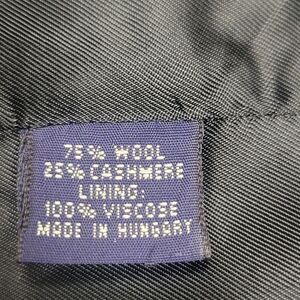 75% WOOL
25% CASHMERE
LINING:
100% VISCOSE
MADE IN HUNGARY